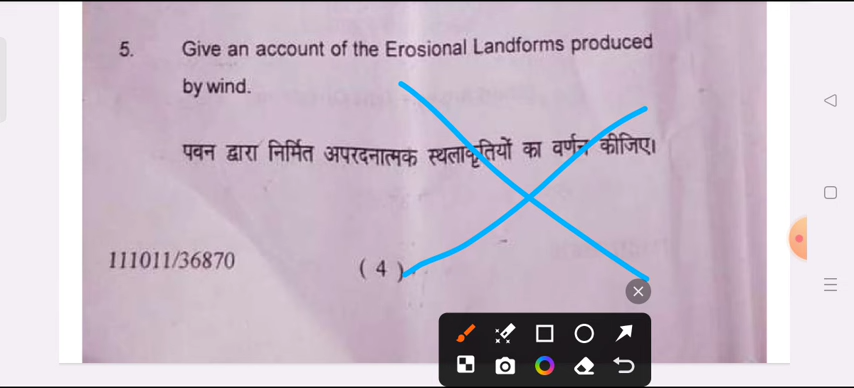 5. Give an account of the Erosional Landforms produced
by wind.
पवन द्वारा निर्मित अपरदनात्मक स्थलाकृतियों का वर्णन कीजिए।
111011/36870
( 4 )